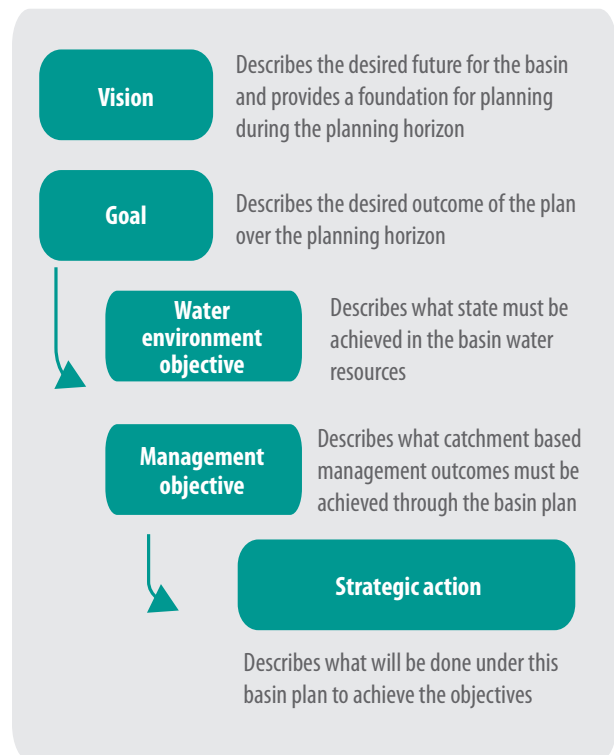 Vision
Describes the desired future for the basin
and provides a foundation for planning
during the planning horizon
Goal
Describes the desired outcome of the plan
over the planning horizon
Water
environment
objective
Describes what state must be
achieved in the basin water
resources
Management
objective
Describes what catchment based
management outcomes must be
achieved through the basin plan
Strategic action
Describes what will be done under this
basin plan to achieve the objectives